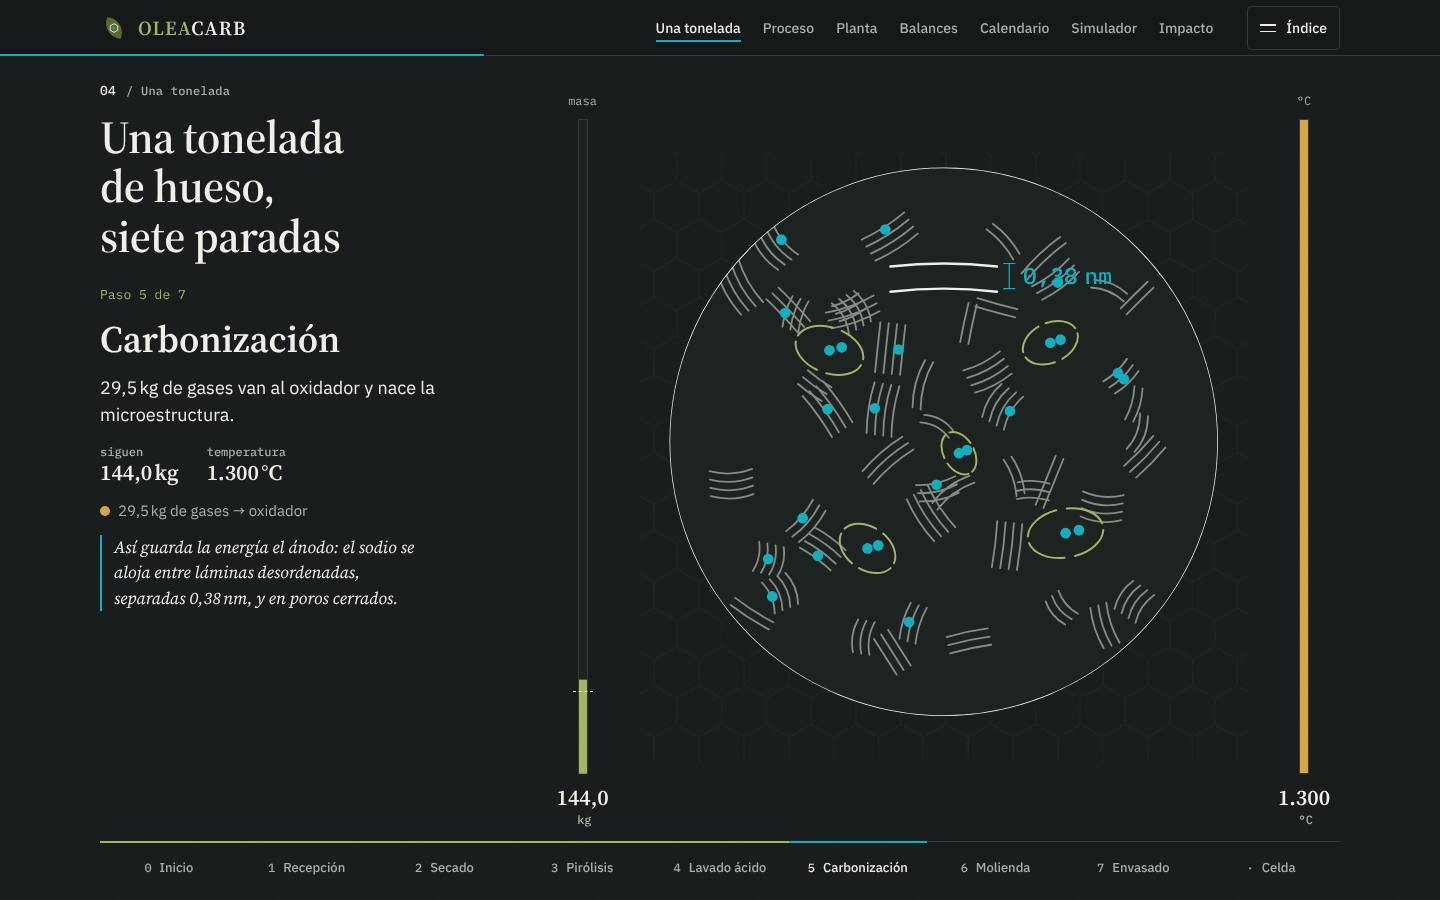 OLEACARB
Una tonelada
Proceso
Planta
Balances
Calendario
Simulador
Impacto
Índice
04 / Una tonelada
Una tonelada
de hueso,
siete paradas
Paso 5 de 7
Carbonización
29,5 kg de gases van al oxidador y nace la
microestructura.
siguen
144,0 kg
temperatura
1.300 °C
29,5 kg de gases → oxidador
Así guarda la energía el ánodo: el sodio se
aloja entre láminas desordenadas,
separadas 0,38 nm, y en poros cerrados.
masa
144,0
kg
0,38 nm
°C
1.300
°C
0 Inicio
1 Recepción
2 Secado
3 Pirólisis
4 Lavado ácido
5 Carbonización
6 Molienda
7 Envasado
· Celda